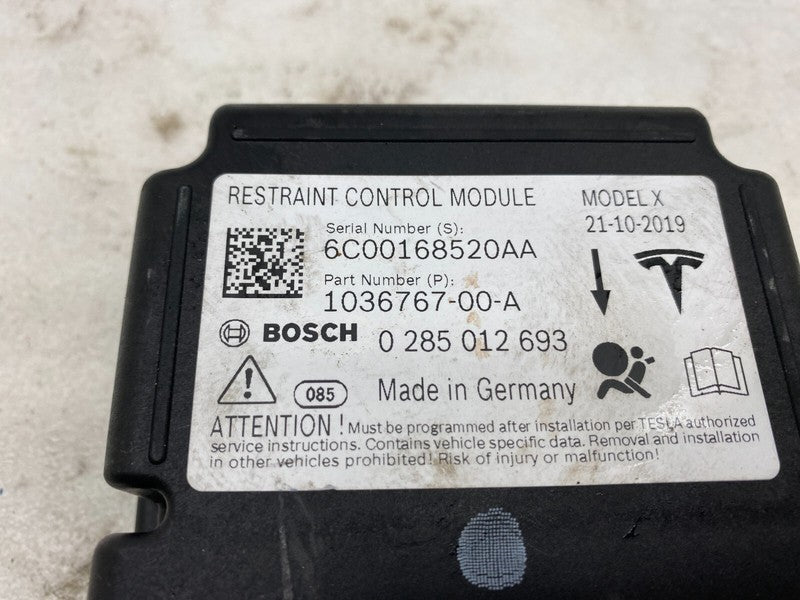 RESTRAINT CONTROL MODULE
MODEL X
21-10-2019
Serial Number (S):
6C00168520AA
Part Number (P):
1036767-00-A
BOSCH 0 285 012 693
085 Made in Germany
ATTENTION ! Must be programmed after installation per TESLA authorized
service instructions. Contains vehicle specific data. Removal and installation
in other vehicles prohibited! Risk of injury or malfunction!